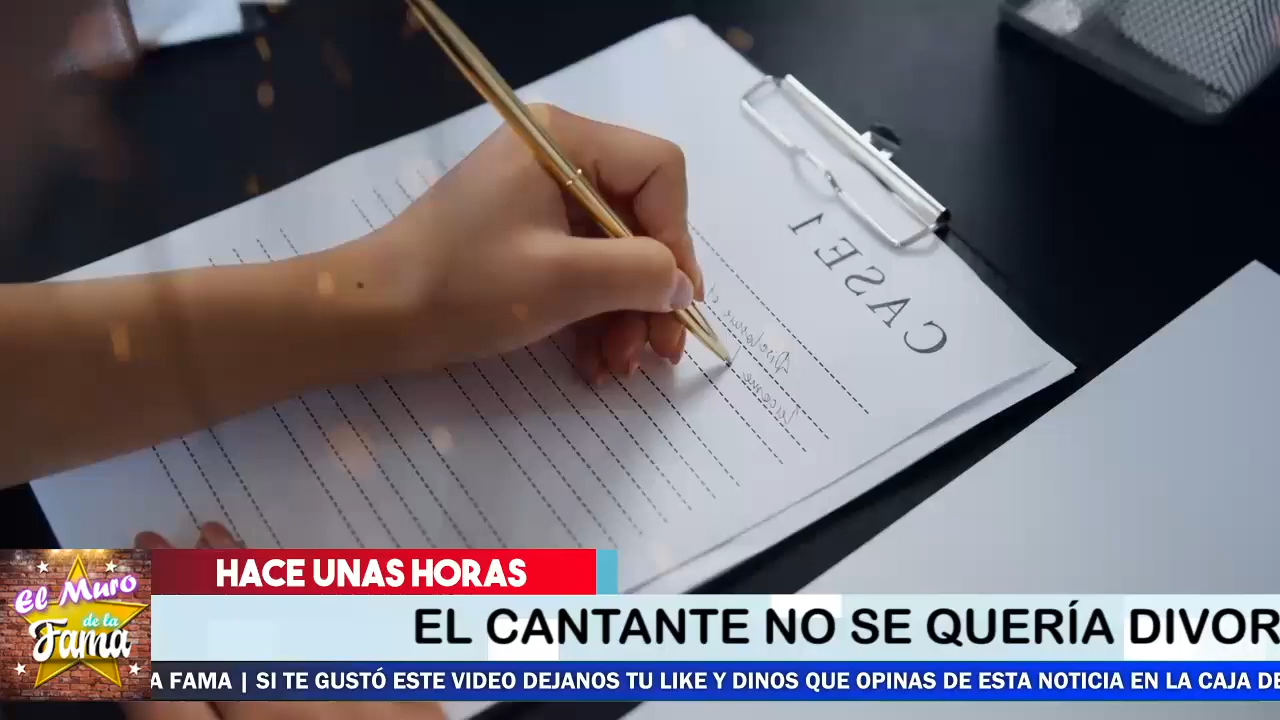 CASE 1
HACE UNAS HORAS
El Muro
de la
Fama
EL CANTANTE NO SE QUERÍA DIVOR
A FAMA | SI TE GUSTÓ ESTE VIDEO DEJANOS TU LIKE Y DINOS QUE OPINAS DE ESTA NOTICIA EN LA CAJA DE